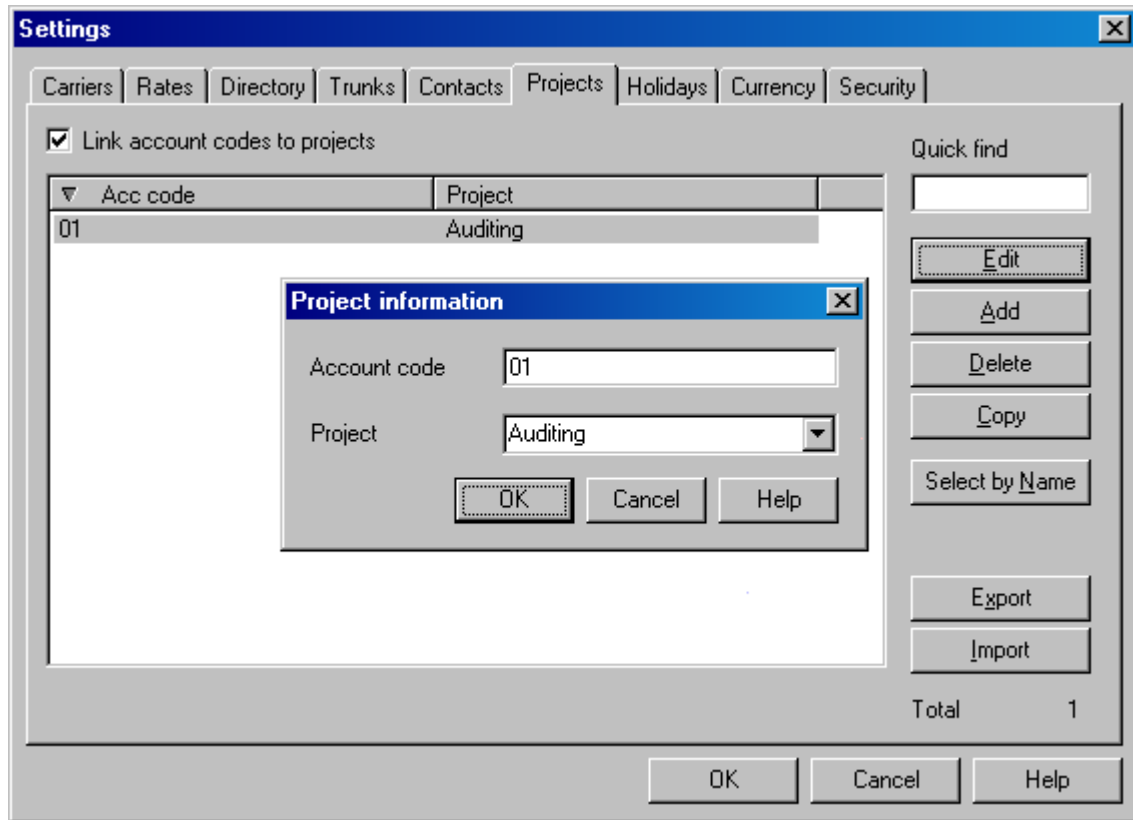 Settings
Carriers Rates Directory Trunks Contacts Projects Holidays Currency Security
Link account codes to projects
Quick find
Acc code Project
01 Auditing
Edit
Project information
Add
Account code 01
Delete
Project Auditing
Copy
OK Cancel Help
Select by Name
Export
Import
Total 1
OK Cancel Help